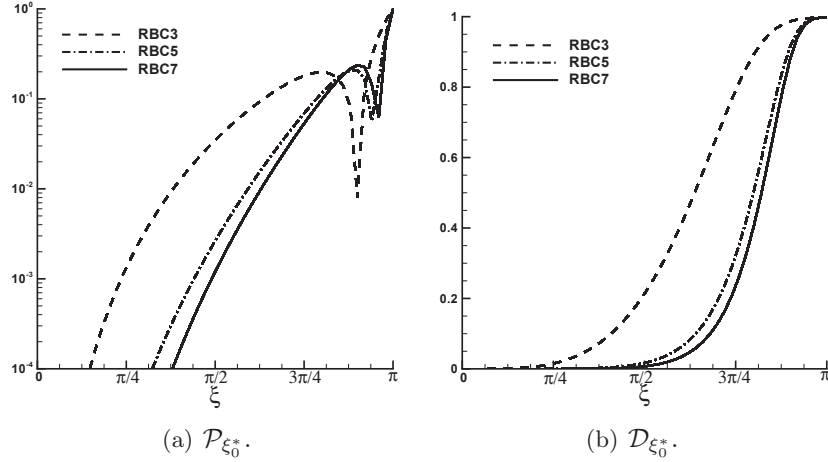 10⁰
10⁻¹
10⁻²
10⁻³
10⁻⁴
RBC3
RBC5
RBC7
0
π/4
π/2
3π/4
π
ξ
(a) 𝒫_{ξ₀*}.
1
0.8
0.6
0.4
0.2
0
RBC3
RBC5
RBC7
0
π/4
π/2
3π/4
π
ξ
(b) 𝒟_{ξ₀*}.